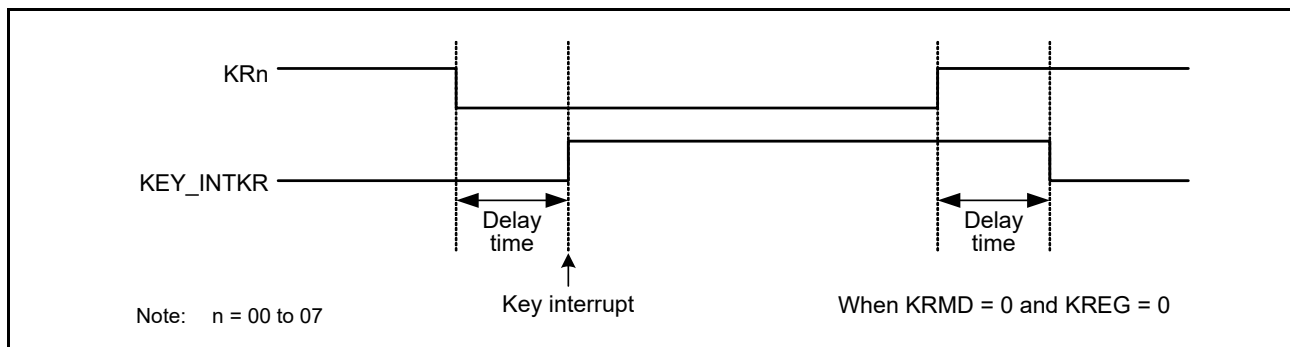 KRn
KEY_INTKR
Delay
time
Delay
time
Key interrupt
When KRMD = 0 and KREG = 0
Note: n = 00 to 07